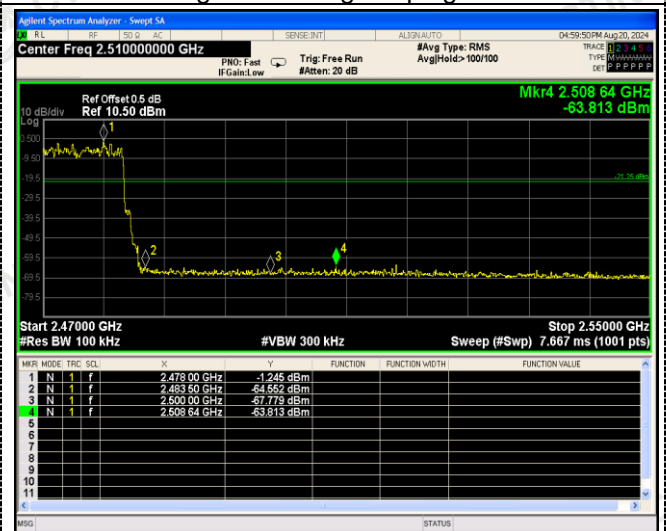 Agilent Spectrum Analyzer - Swept SA
RL RF 50 Ω AC SENSE:INT ALIGNAUTO 04:59:50PM Aug20, 2024
Center Freq 2.510000000 GHz
PNO: Fast
IFGain:Low
Trig: Free Run
#Atten: 20 dB
#Avg Type: RMS
Avg|Hold>100/100
TRACE 1 2 3 4 5 6
TYPE M
DET P P P P P P
Mkr4 2.508 64 GHz
-63.813 dBm
Ref Offset 0.5 dB
10 dB/div Ref 10.50 dBm
Log
0.500
-9.50
-19.5
-29.5
-39.5
-49.5
-59.5
-69.5
-79.5
1
2
3
4
-21.25 dBm
Start 2.47000 GHz Stop 2.55000 GHz
#Res BW 100 kHz #VBW 300 kHz Sweep (#Swp) 7.667 ms (1001 pts)
MKR MODE TRC SCL X Y FUNCTION FUNCTION WIDTH FUNCTION VALUE
1 N 1 f 2.478 00 GHz -1.245 dBm
2 N 1 f 2.483 50 GHz -64.552 dBm
3 N 1 f 2.500 00 GHz -67.779 dBm
4 N 1 f 2.508 64 GHz -63.813 dBm
5
6
7
8
9
10
11
MSG STATUS